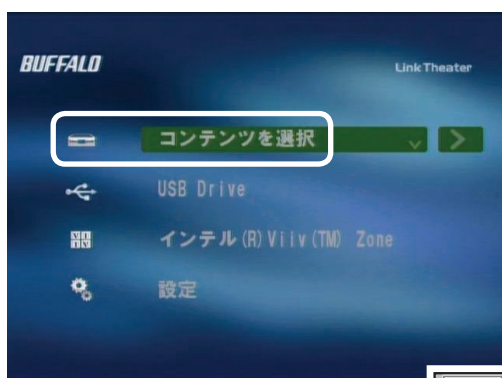 BUFFALO
LinkTheater
コンテンツを選択
USB Drive
インテル(R)Viiv(TM) Zone
設定